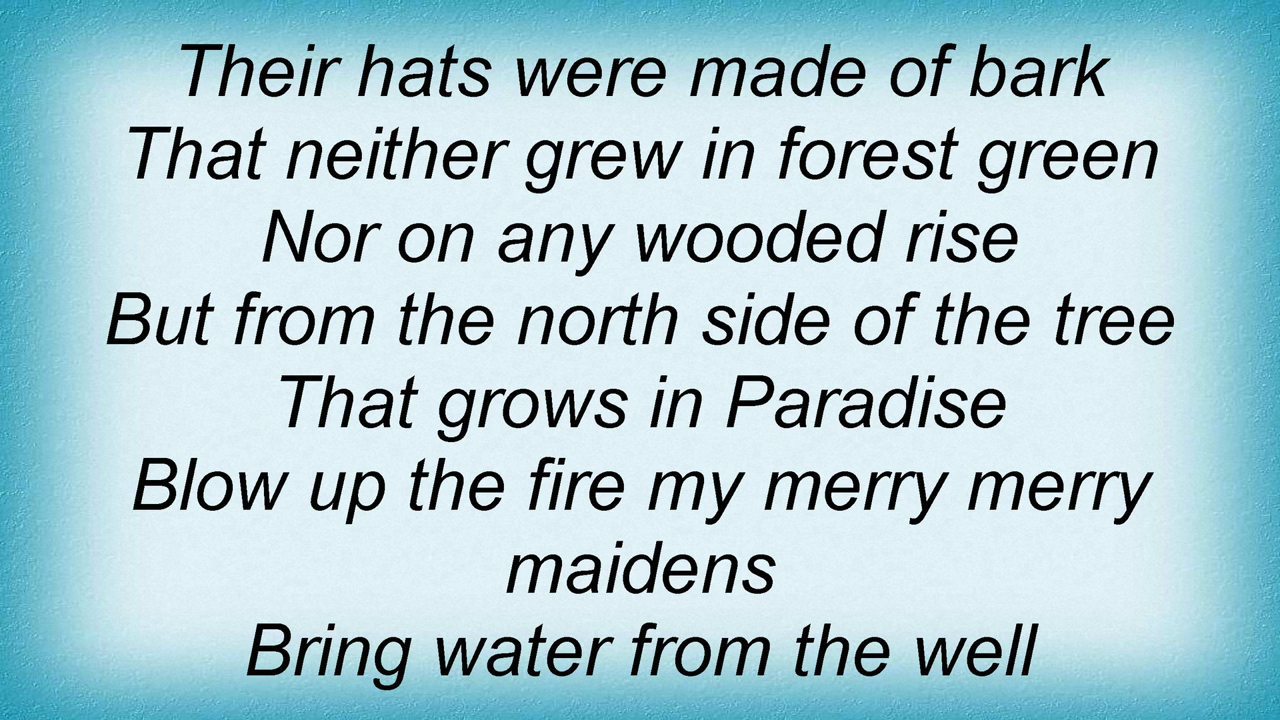 Their hats were made of bark
That neither grew in forest green
Nor on any wooded rise
But from the north side of the tree
That grows in Paradise
Blow up the fire my merry merry
maidens
Bring water from the well